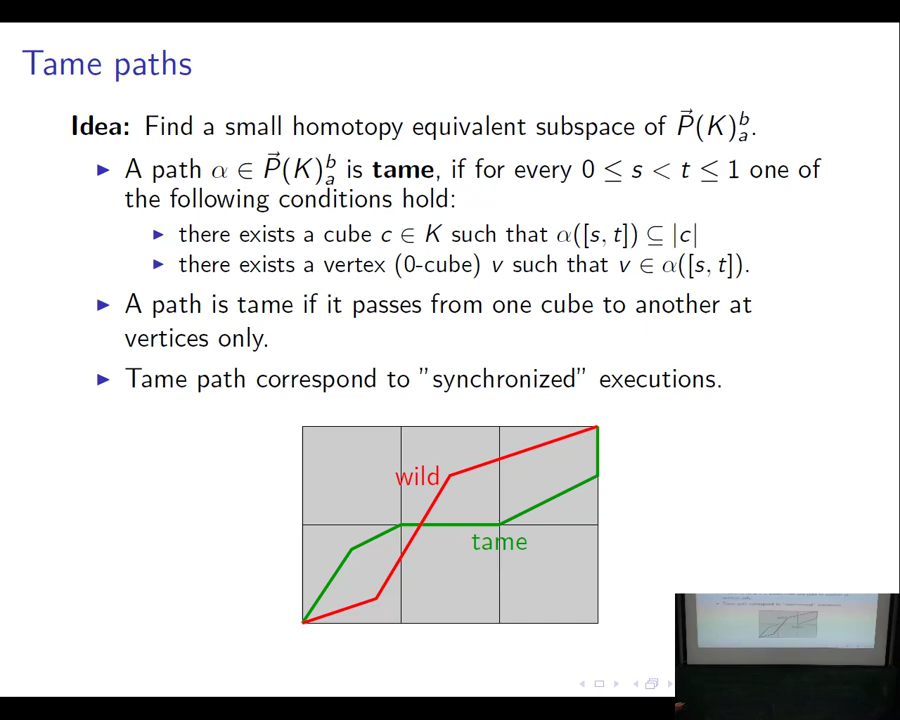 Tame paths
Idea: Find a small homotopy equivalent subspace of P⃗(K)ₐᵇ.
▶ A path α ∈ P⃗(K)ₐᵇ is tame, if for every 0 ≤ s < t ≤ 1 one of
the following conditions hold:
▶ there exists a cube c ∈ K such that α([s, t]) ⊆ |c|
▶ there exists a vertex (0-cube) v such that v ∈ α([s, t]).
▶ A path is tame if it passes from one cube to another at
vertices only.
▶ Tame path correspond to ”synchronized” executions.
wild
tame